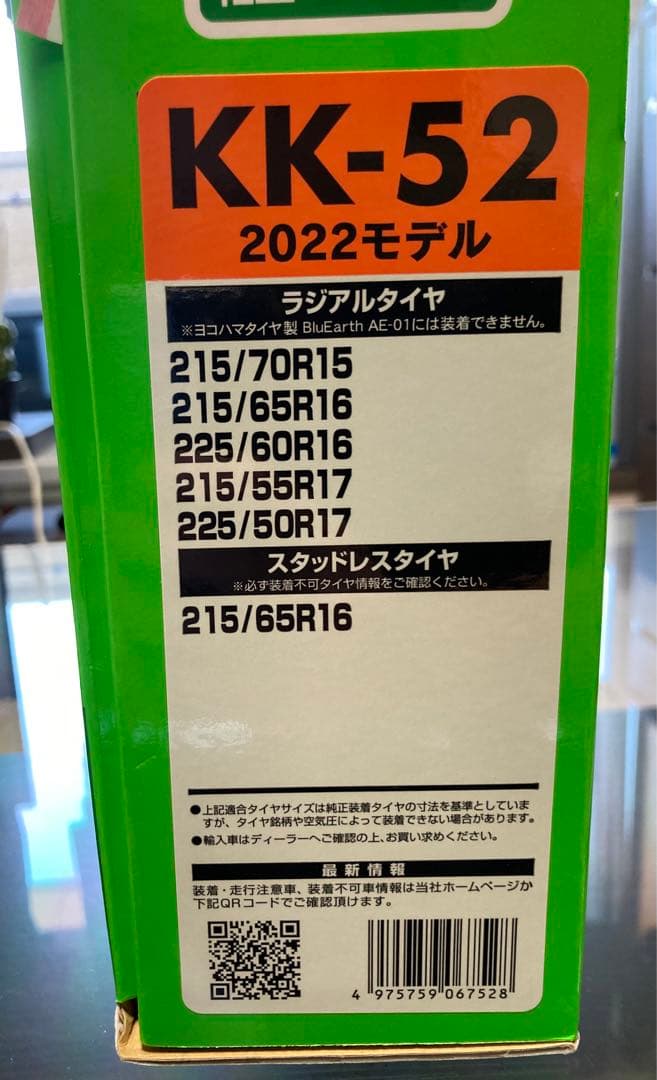 KK-52
2022モデル
ラジアルタイヤ
※ヨコハマタイヤ製 BluEarth AE-01には装着できません。
215/70R15
215/65R16
225/60R16
215/55R17
225/50R17
スタッドレスタイヤ
※必ず装着不可タイヤ情報をご確認ください。
215/65R16
●上記適合タイヤサイズは純正装着タイヤの寸法を基準としていま
すが、タイヤ銘柄や空気圧によって装着できない場合があります。
●輸入車はディーラーへご確認の上、お買い求めください。
最新情報
装着・走行注意車、装着不可車情報は当社ホームページか
下記QRコードでご確認頂けます。
4 975759 067528